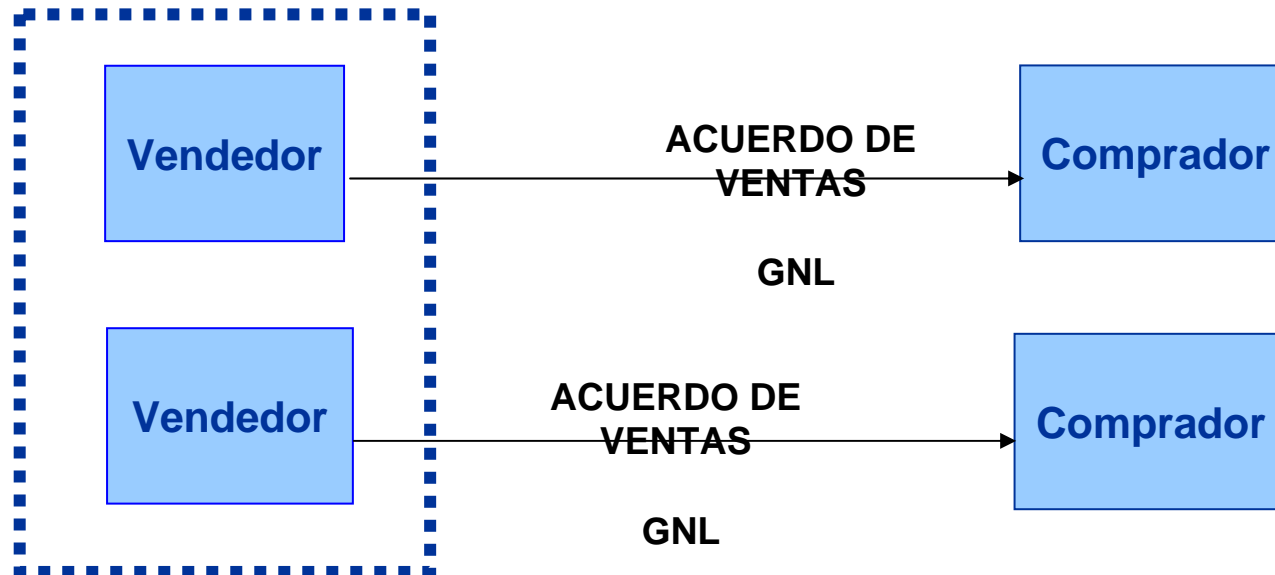 Vendedor
ACUERDO DE
VENTAS
GNL
Comprador
Vendedor
ACUERDO DE
VENTAS
GNL
Comprador